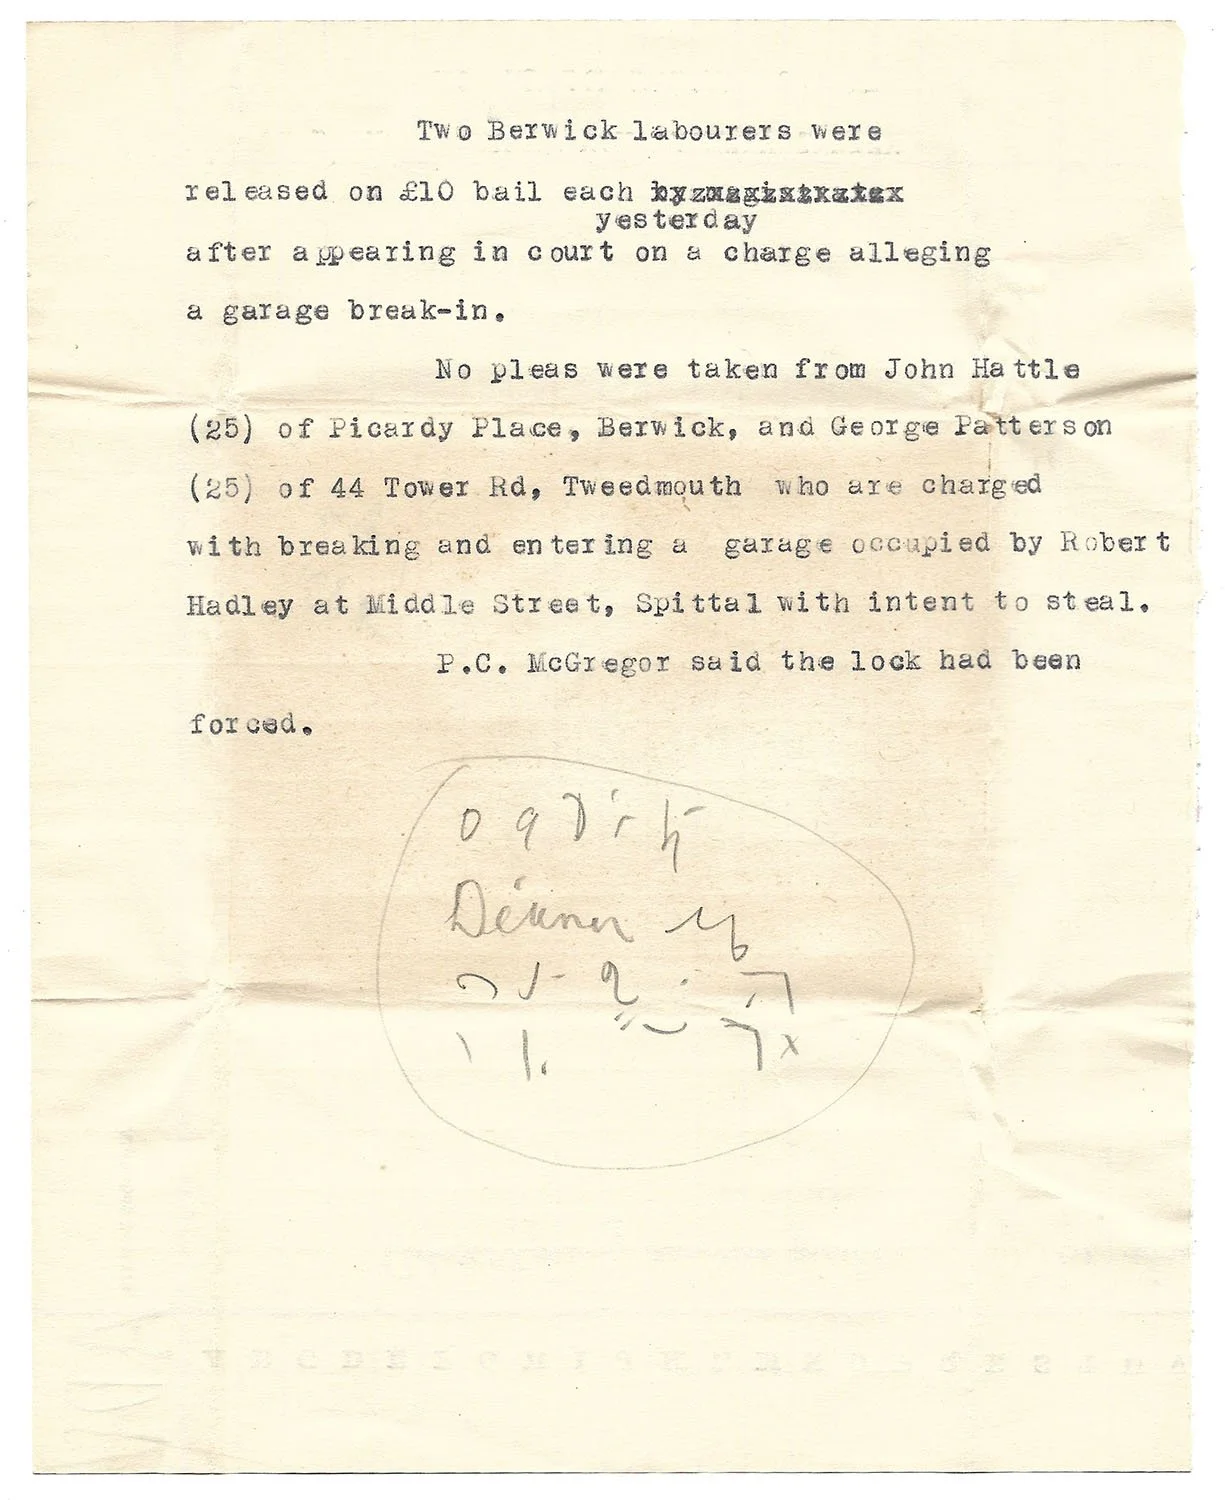 Two Berwick labourers were
released on £10 bail each
yesterday
after appearing in court on a charge alleging
a garage break-in.
No pleas were taken from John Hattle
(25) of Picardy Place, Berwick, and George Patterson
(25) of 44 Tower Rd, Tweedmouth who are charged
with breaking and entering a garage occupied by Robert
Hadley at Middle Street, Spittal with intent to steal.
P.C. McGregor said the lock had been
forced.